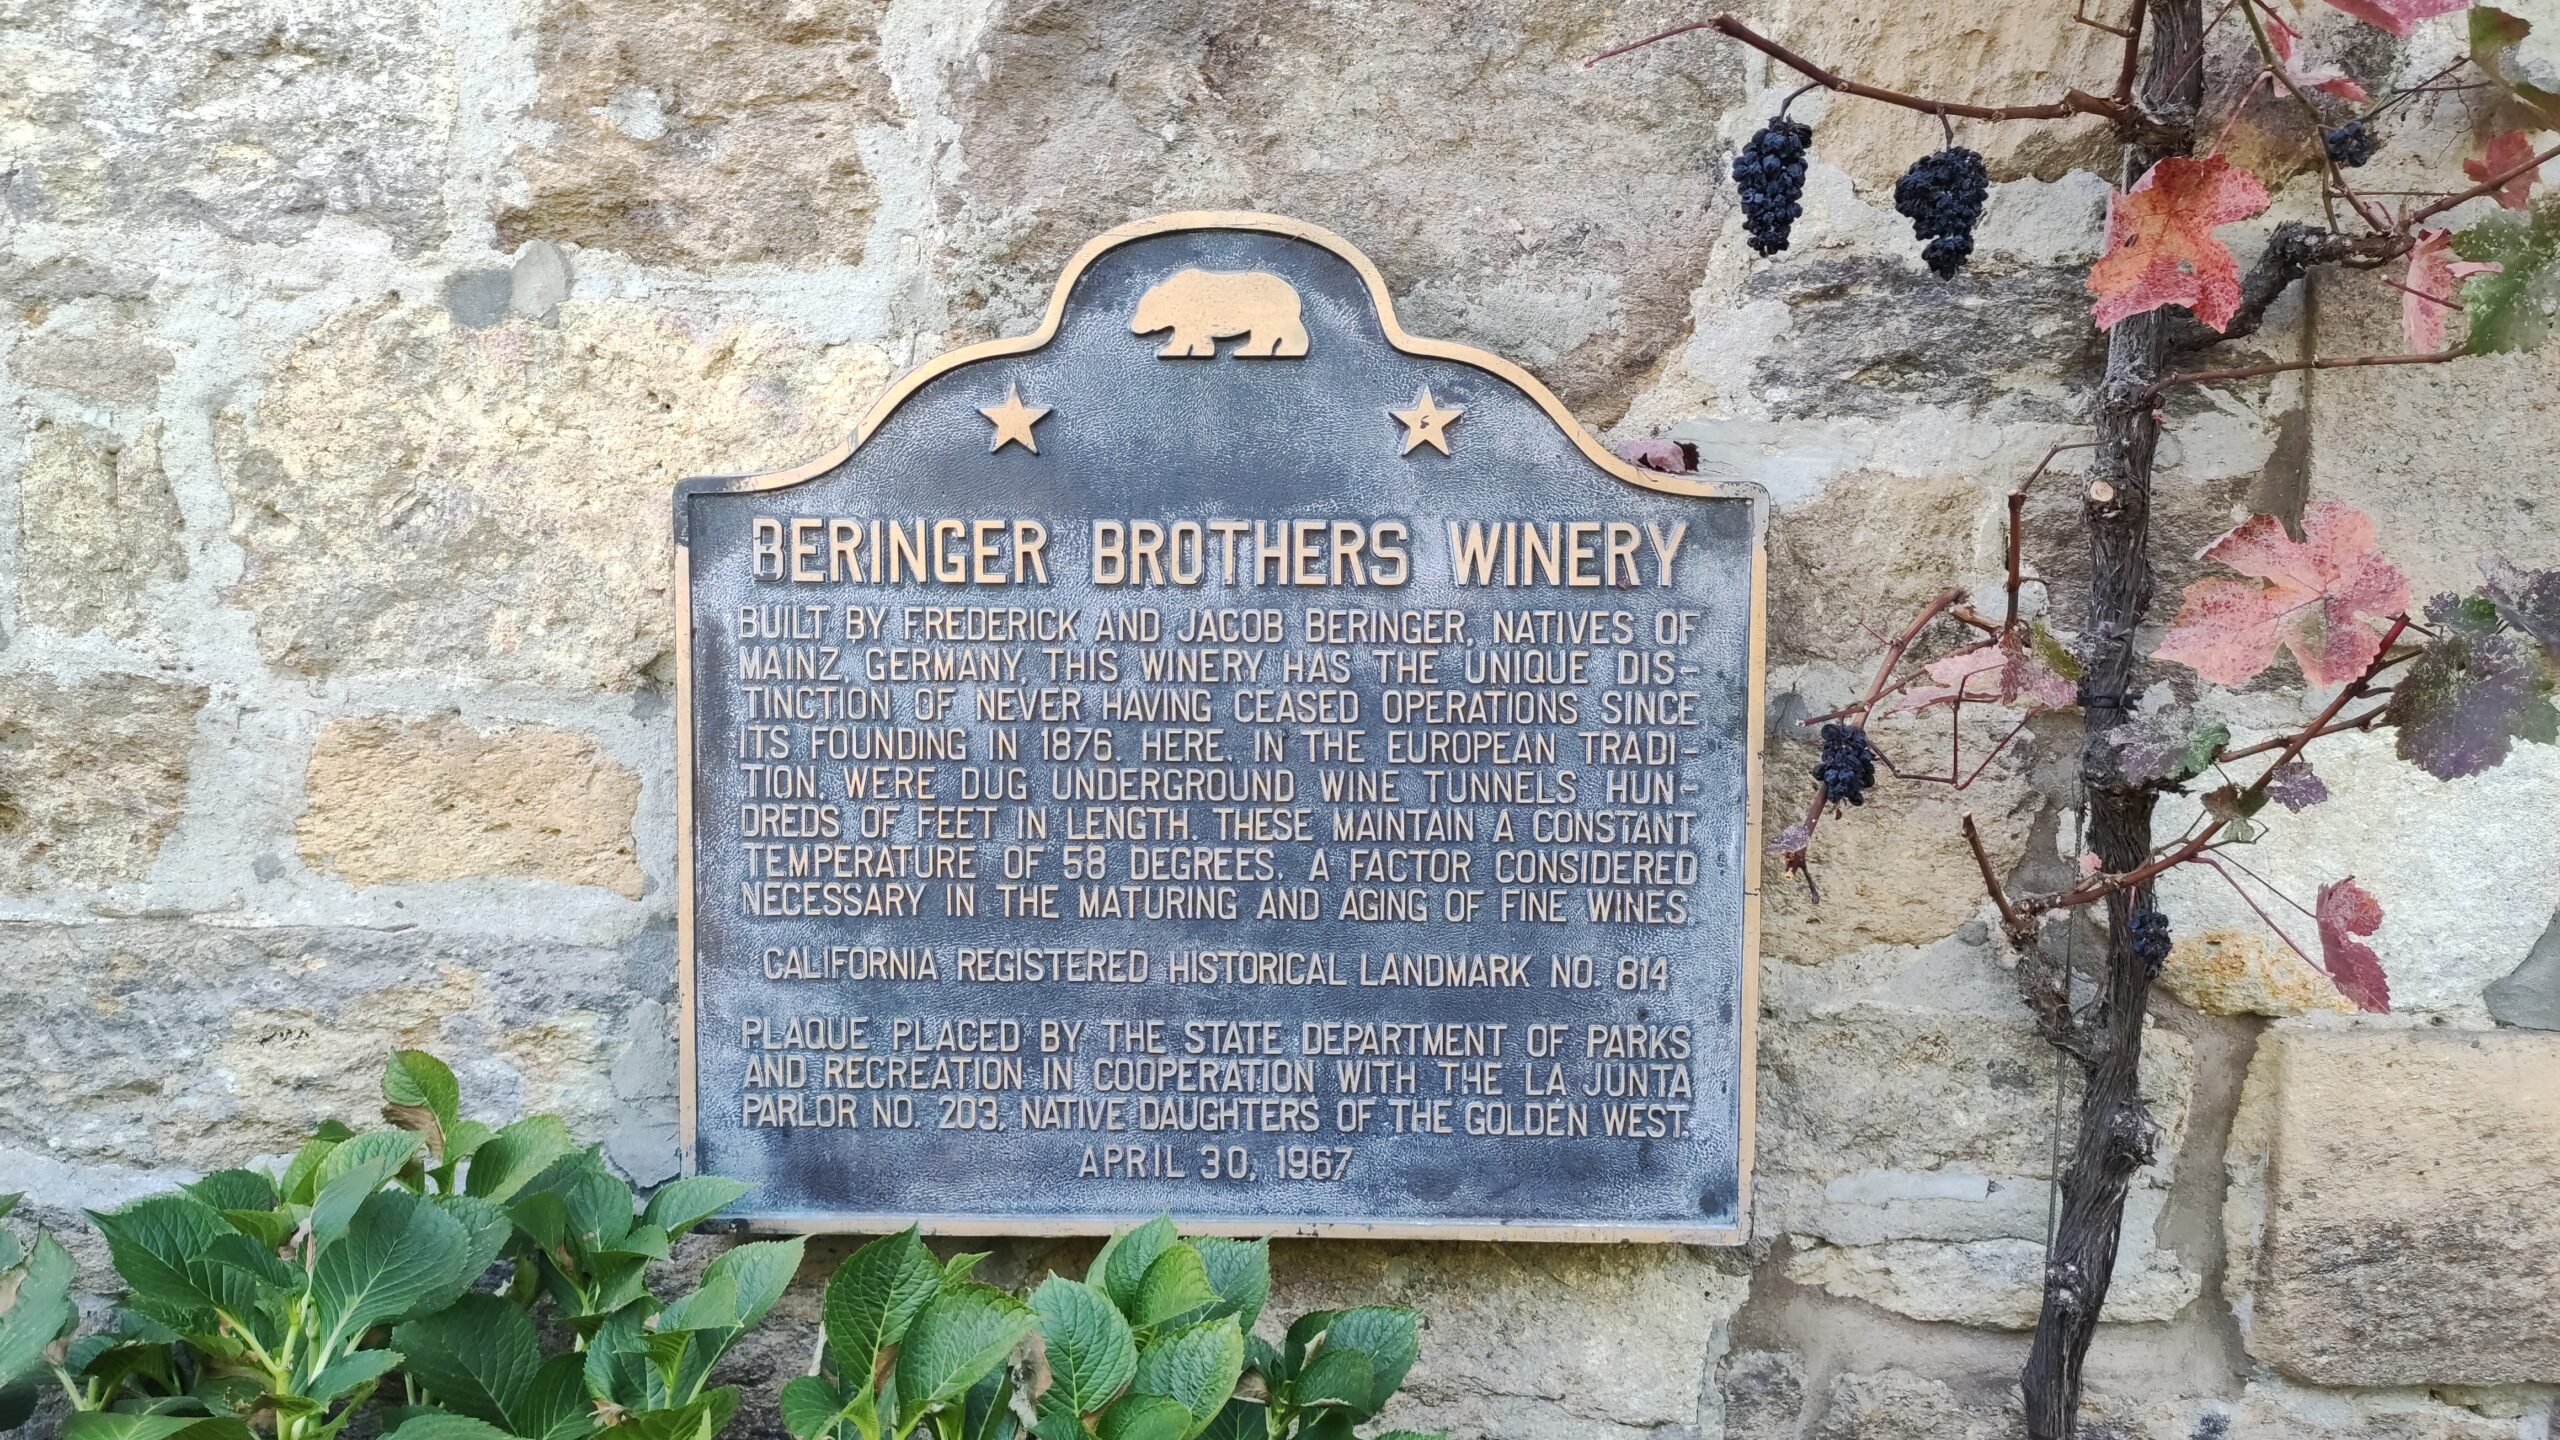 BERINGER BROTHERS WINERY
BUILT BY FREDERICK AND JACOB BERINGER, NATIVES OF
MAINZ, GERMANY, THIS WINERY HAS THE UNIQUE DIS-
TINCTION OF NEVER HAVING CEASED OPERATIONS SINCE
ITS FOUNDING IN 1876. HERE, IN THE EUROPEAN TRADI-
TION, WERE DUG UNDERGROUND WINE TUNNELS HUN-
DREDS OF FEET IN LENGTH. THESE MAINTAIN A CONSTANT
TEMPERATURE OF 58 DEGREES, A FACTOR CONSIDERED
NECESSARY IN THE MATURING AND AGING OF FINE WINES.
CALIFORNIA REGISTERED HISTORICAL LANDMARK NO. 814
PLAQUE PLACED BY THE STATE DEPARTMENT OF PARKS
AND RECREATION IN COOPERATION WITH THE LA JUNTA
PARLOR NO. 203, NATIVE DAUGHTERS OF THE GOLDEN WEST.
APRIL 30, 1967